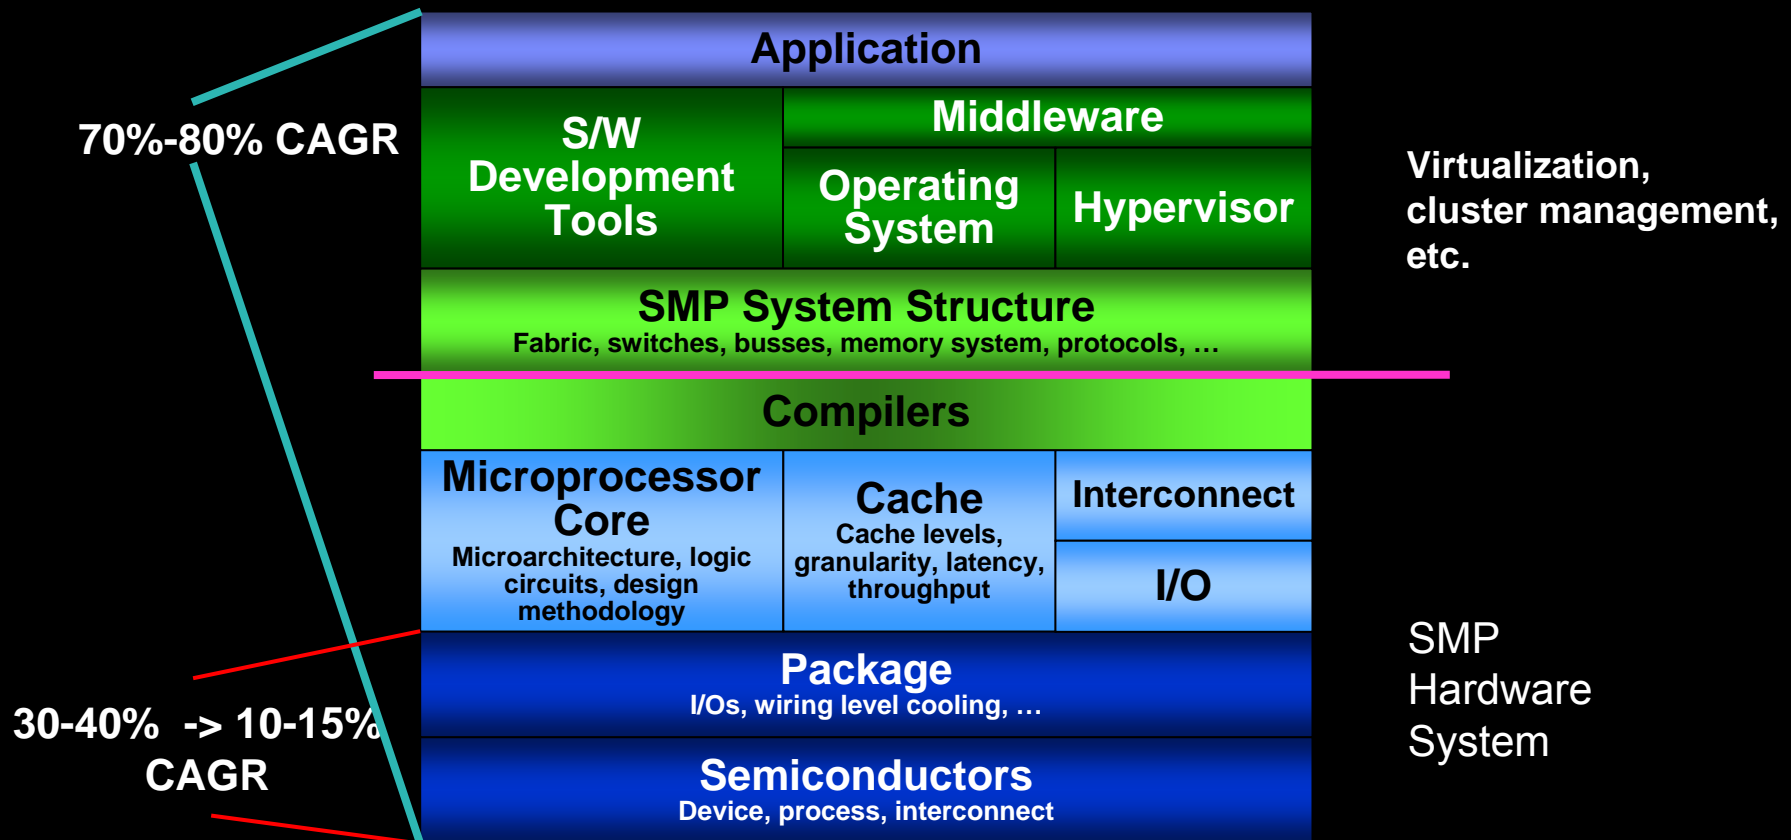 Application
70%-80% CAGR
S/W
Development
Tools
Middleware
Operating
System
Hypervisor
Virtualization,
cluster management,
etc.
SMP System Structure
Fabric, switches, busses, memory system, protocols, …
Compilers
Microprocessor
Core
Microarchitecture, logic
circuits, design
methodology
Cache
Cache levels,
granularity, latency,
throughput
Interconnect
I/O
SMP
Hardware
System
30-40%  -> 10-15%
CAGR
Package
I/Os, wiring level cooling, …
Semiconductors
Device, process, interconnect